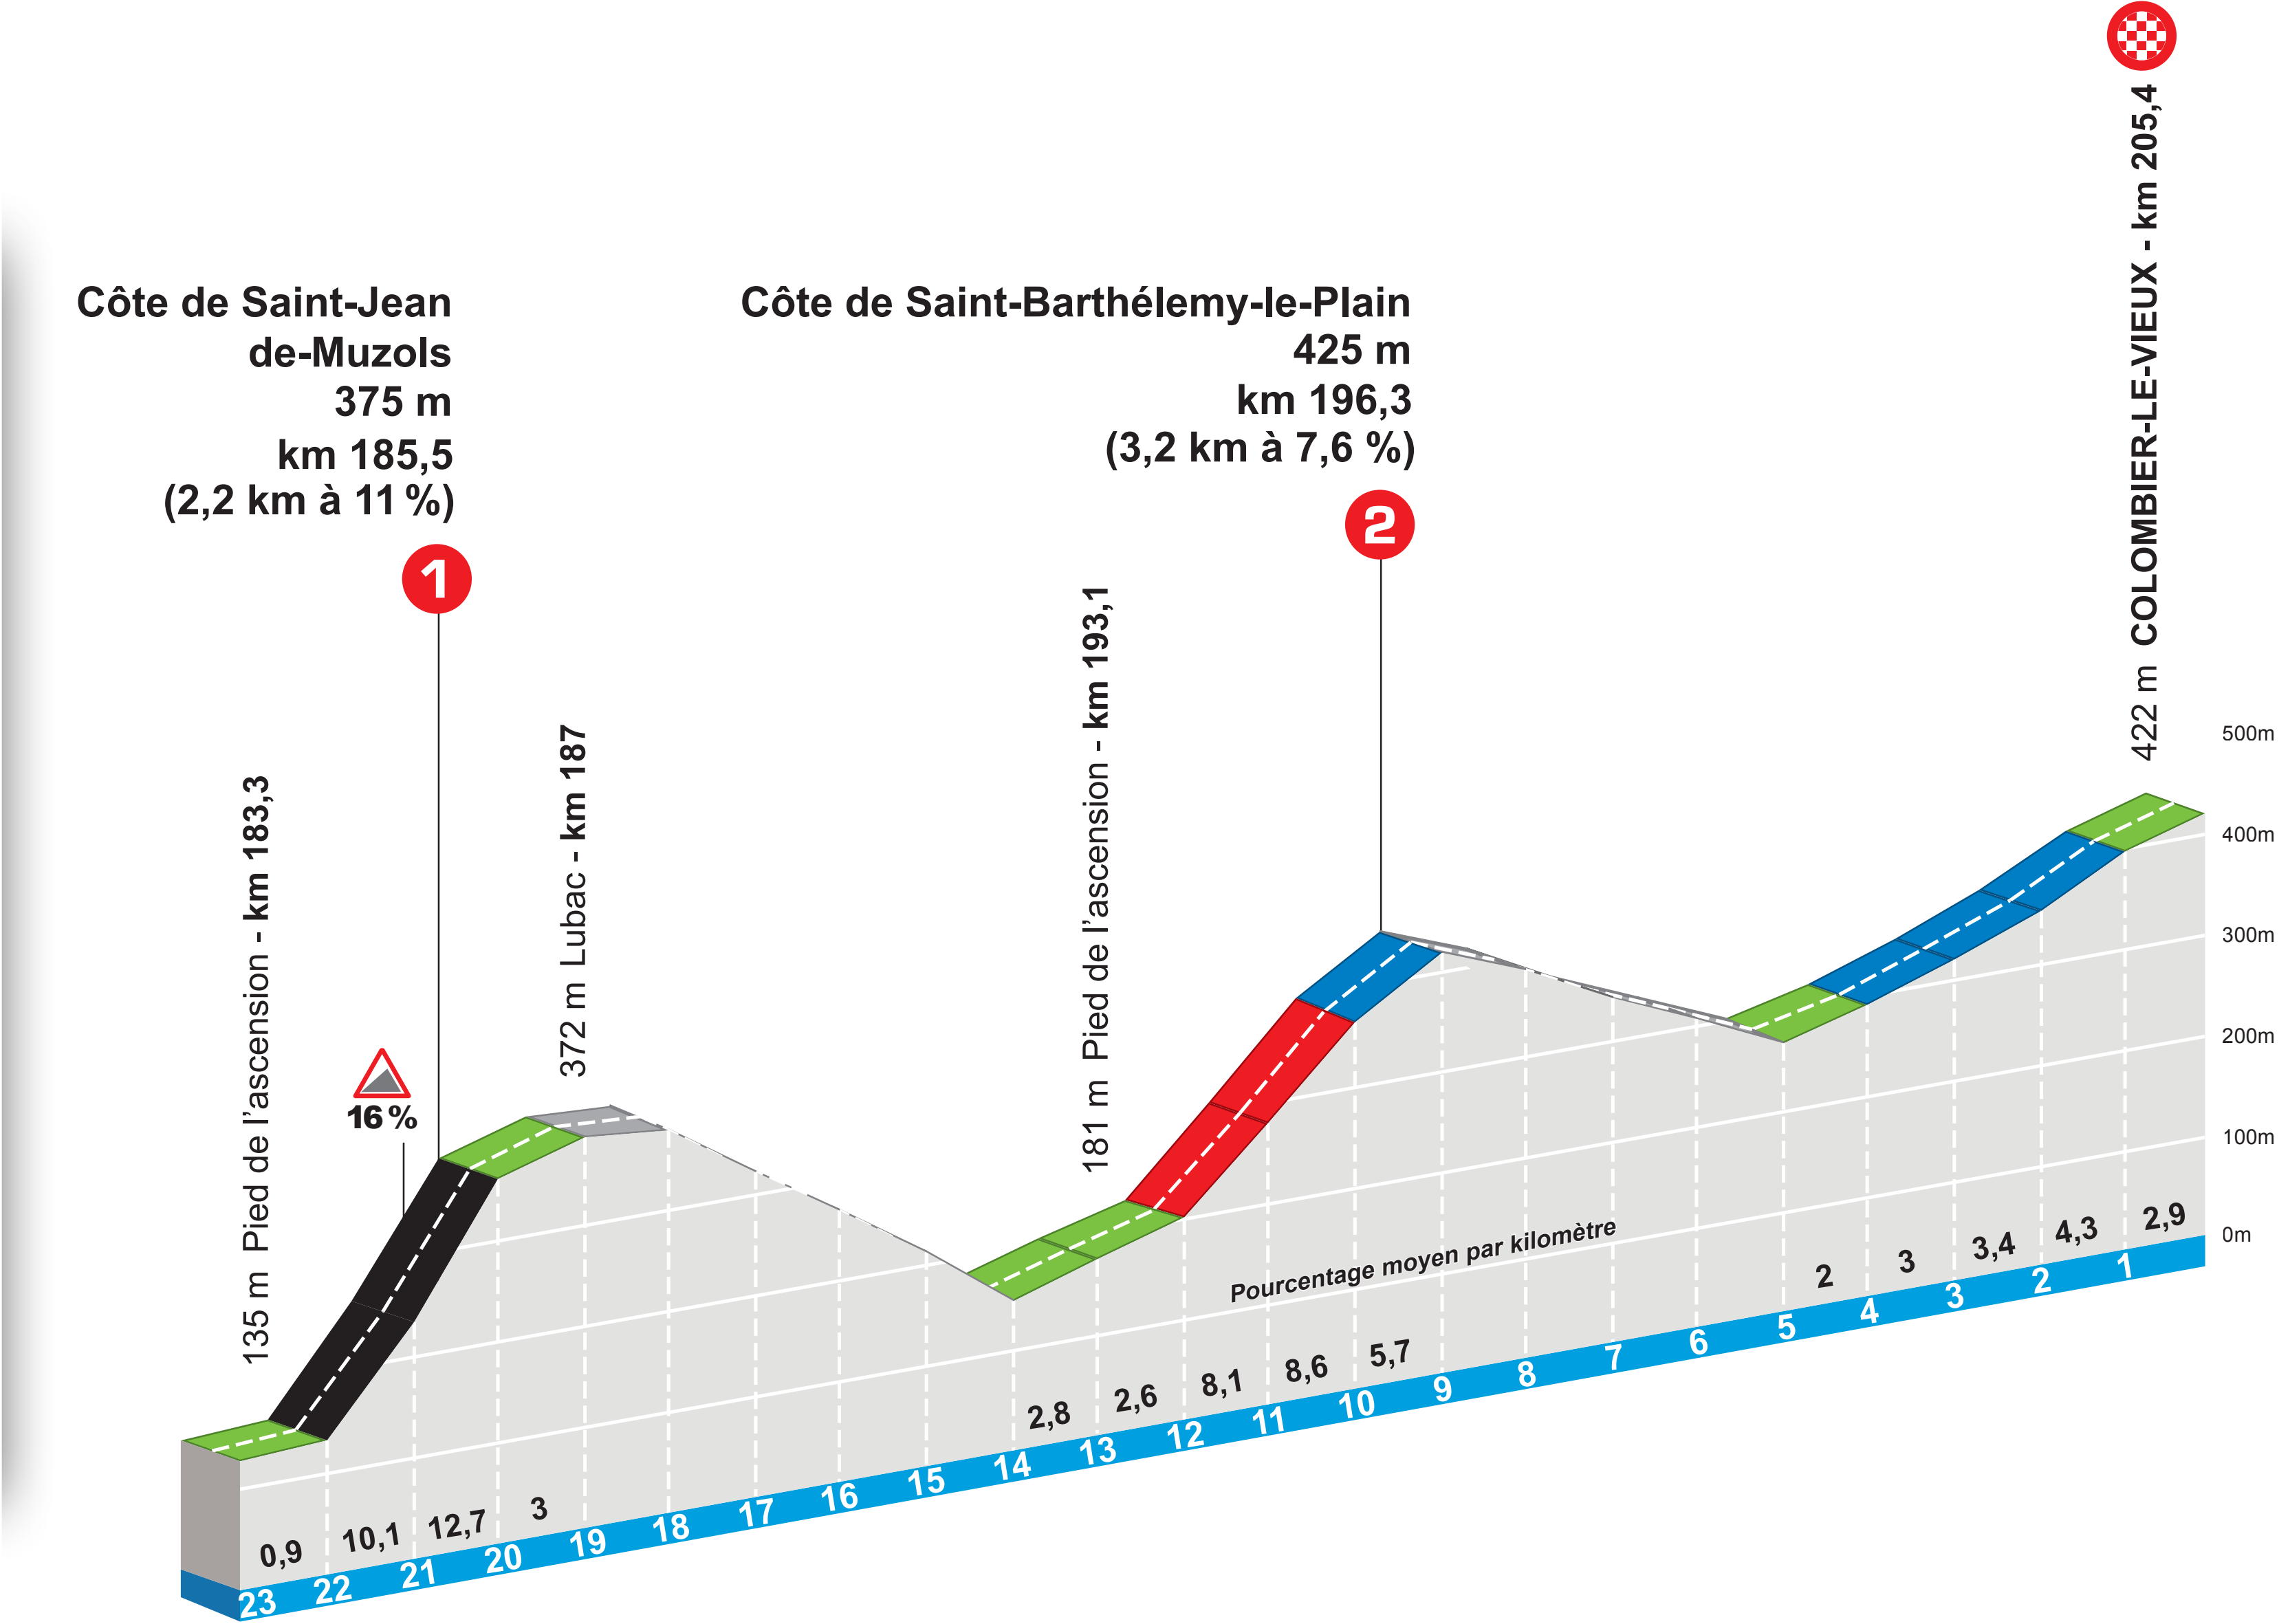 Côte de Saint-Jean
de-Muzols
375 m
km 185,5
(2,2 km à 11 %)
1
Côte de Saint-Barthélemy-le-Plain
425 m
km 196,3
(3,2 km à 7,6 %)
2
135 m Pied de l'ascension - km 183,3
16 %
372 m Lubac - km 187
181 m Pied de l'ascension - km 193,1
422 m COLOMBIER-LE-VIEUX - km 205,4
500m
400m
300m
200m
100m
0m
Pourcentage moyen par kilomètre
0,9 10,1 12,7 3 2,8 2,6 8,1 8,6 5,7 2 3 3,4 4,3 2,9
23 22 21 20 19 18 17 16 15 14 13 12 11 10 9 8 7 6 5 4 3 2 1